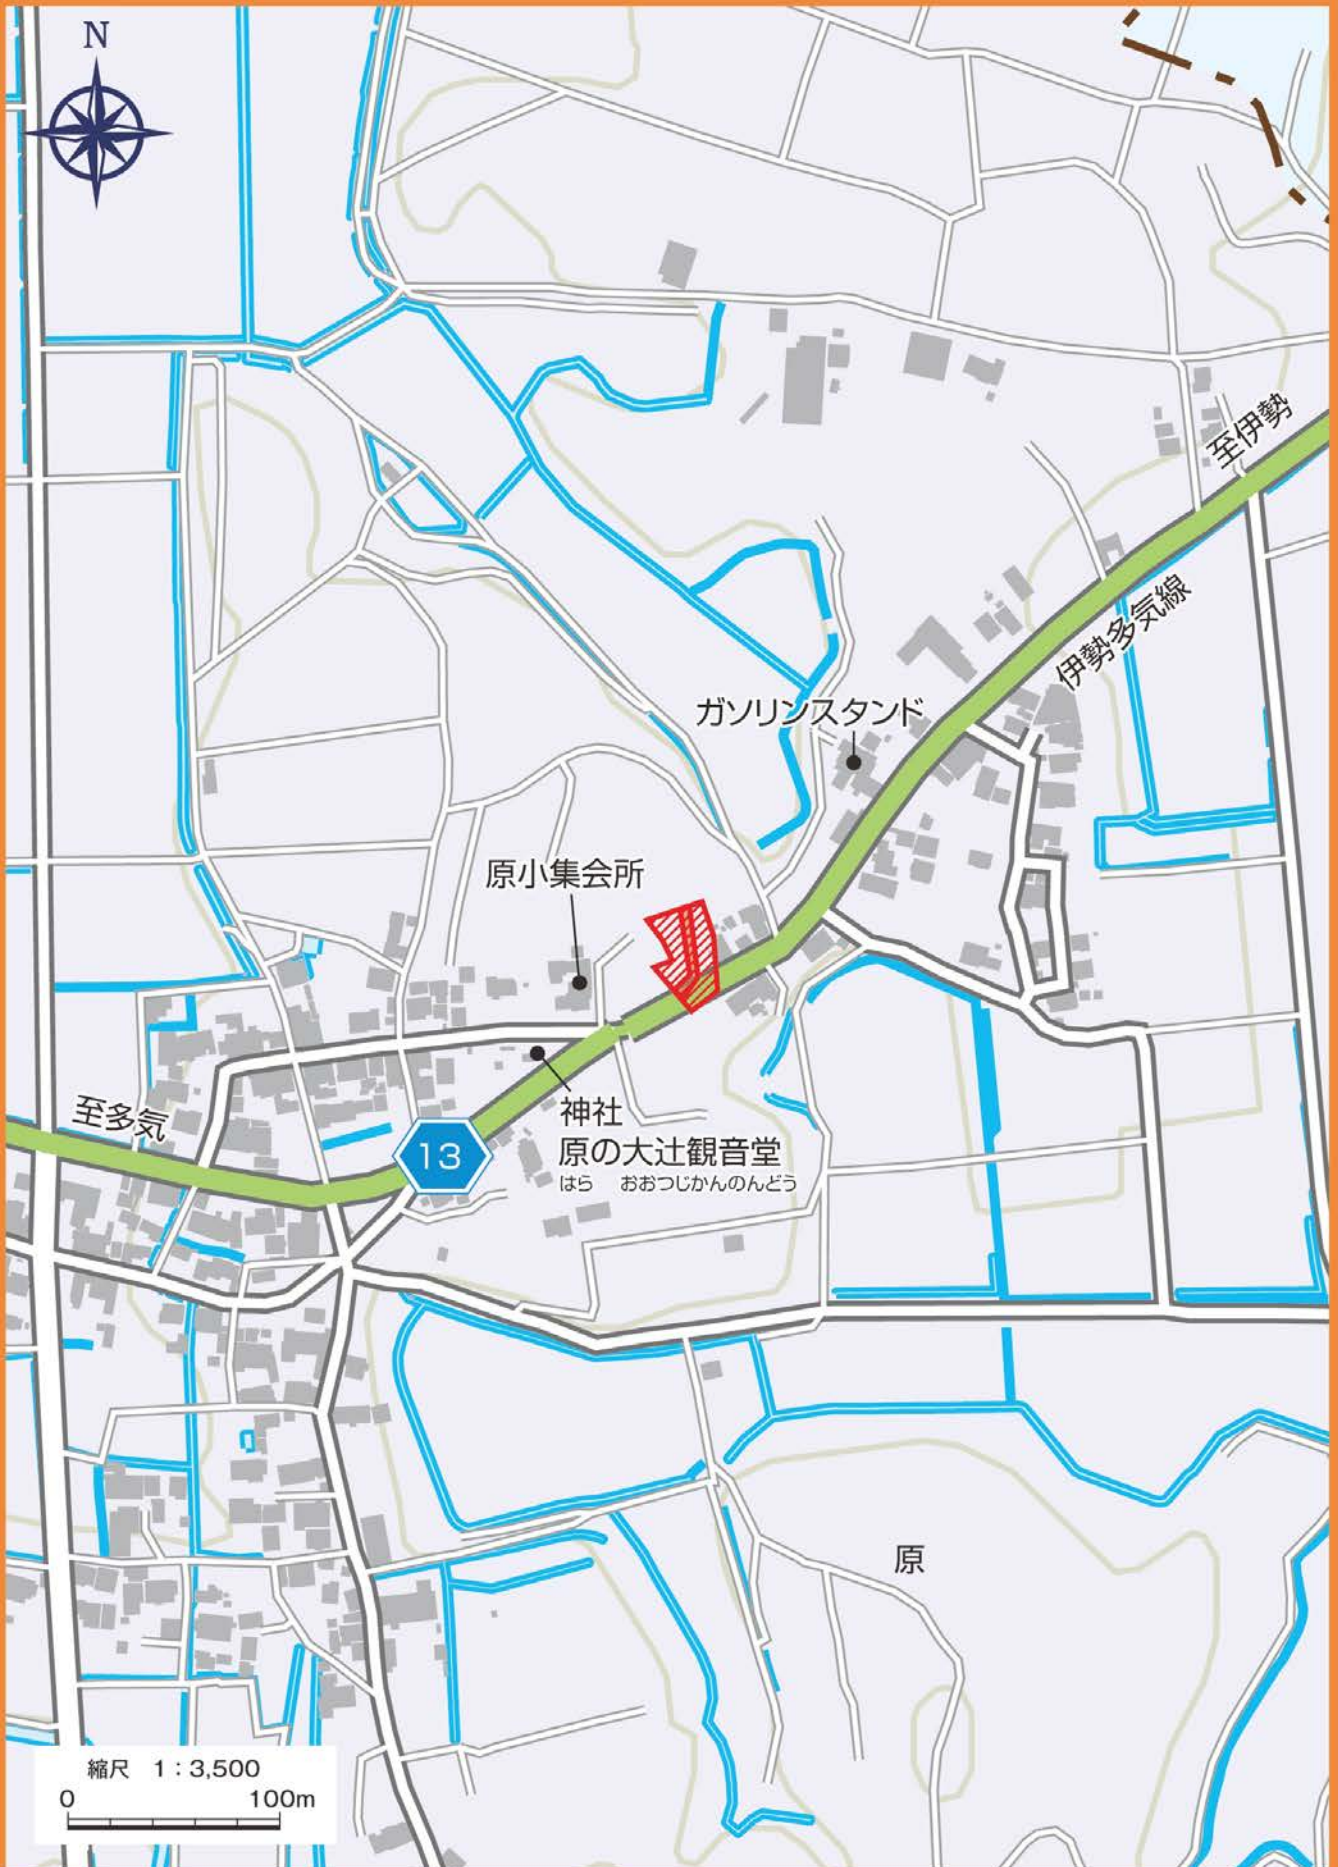 N
至伊勢
伊勢多気線
ガソリンスタンド
原小集会所
神社
原の大辻観音堂
はら おおつじかんのんどう
至多気
13
原
縮尺 1:3,500
0 100m